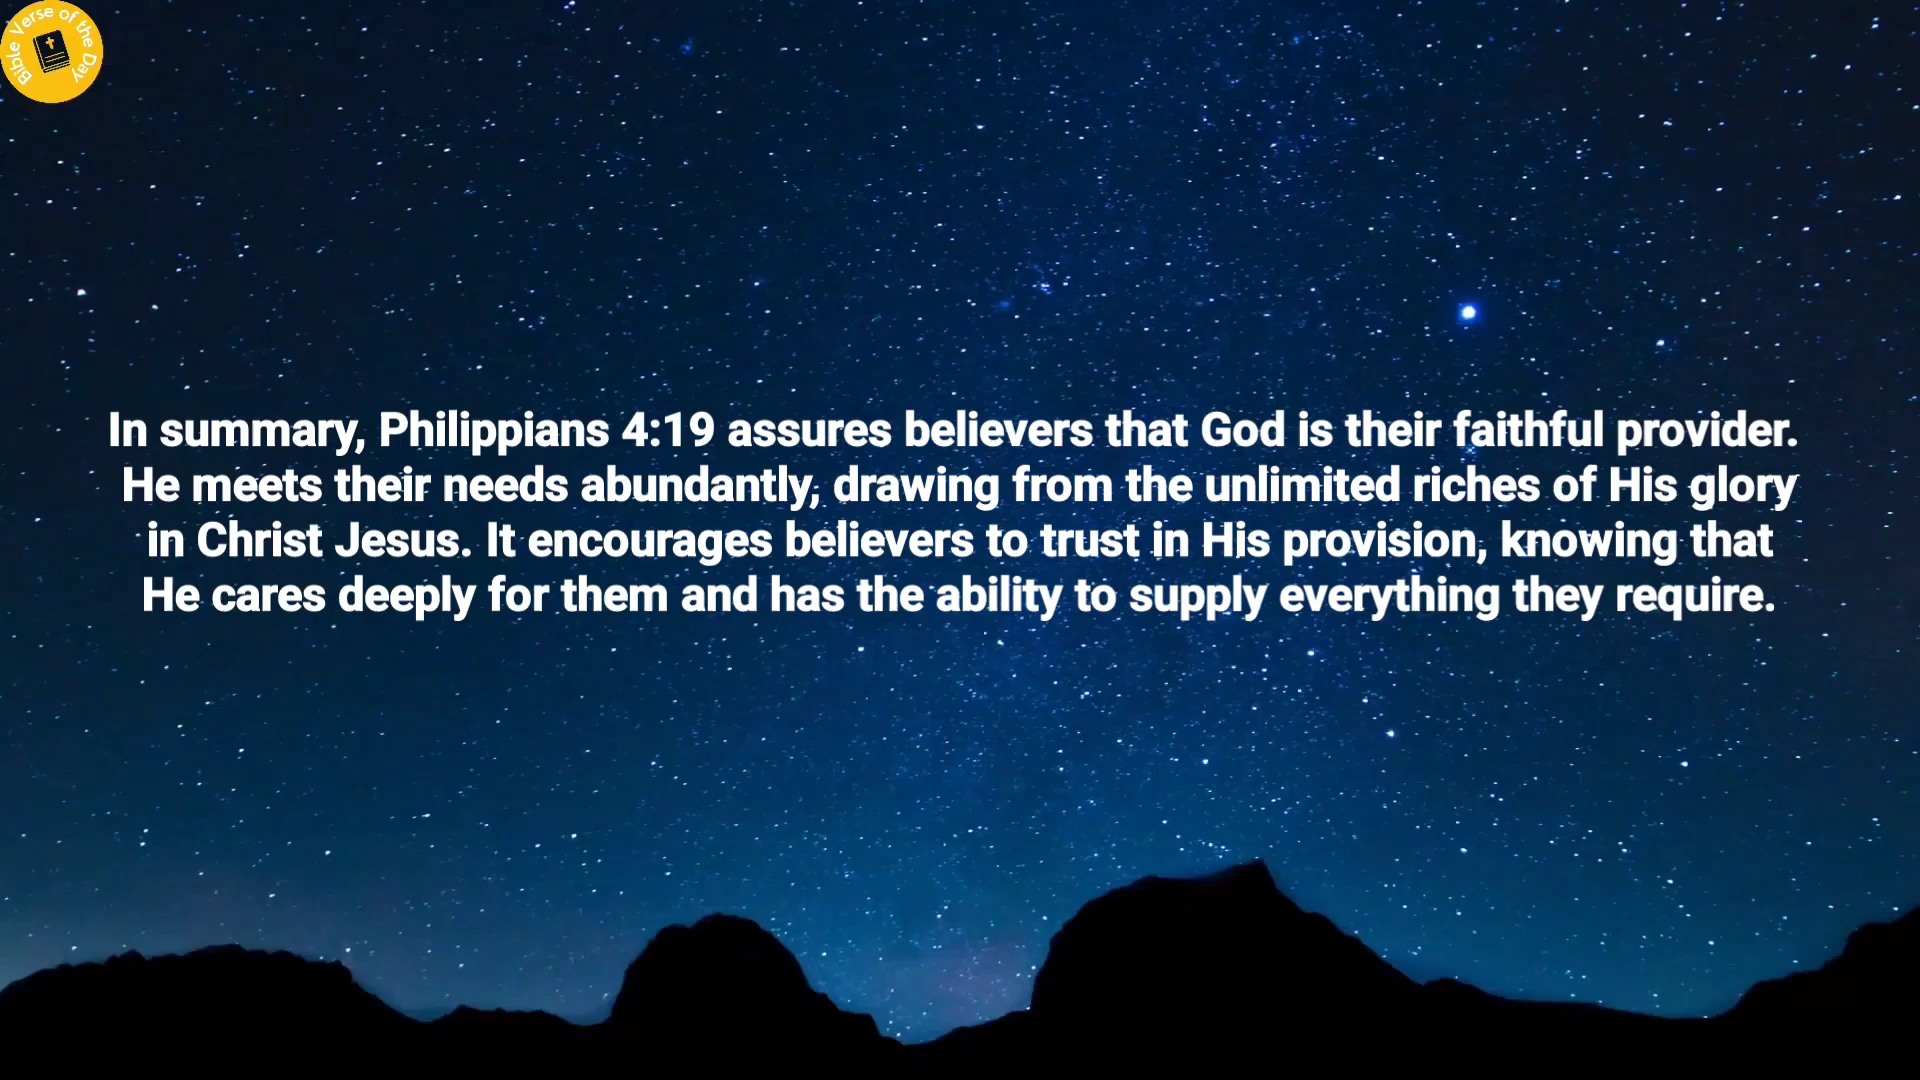 Bible Verse of the Day
In summary, Philippians 4:19 assures believers that God is their faithful provider.
He meets their needs abundantly, drawing from the unlimited riches of His glory
in Christ Jesus. It encourages believers to trust in His provision, knowing that
He cares deeply for them and has the ability to supply everything they require.